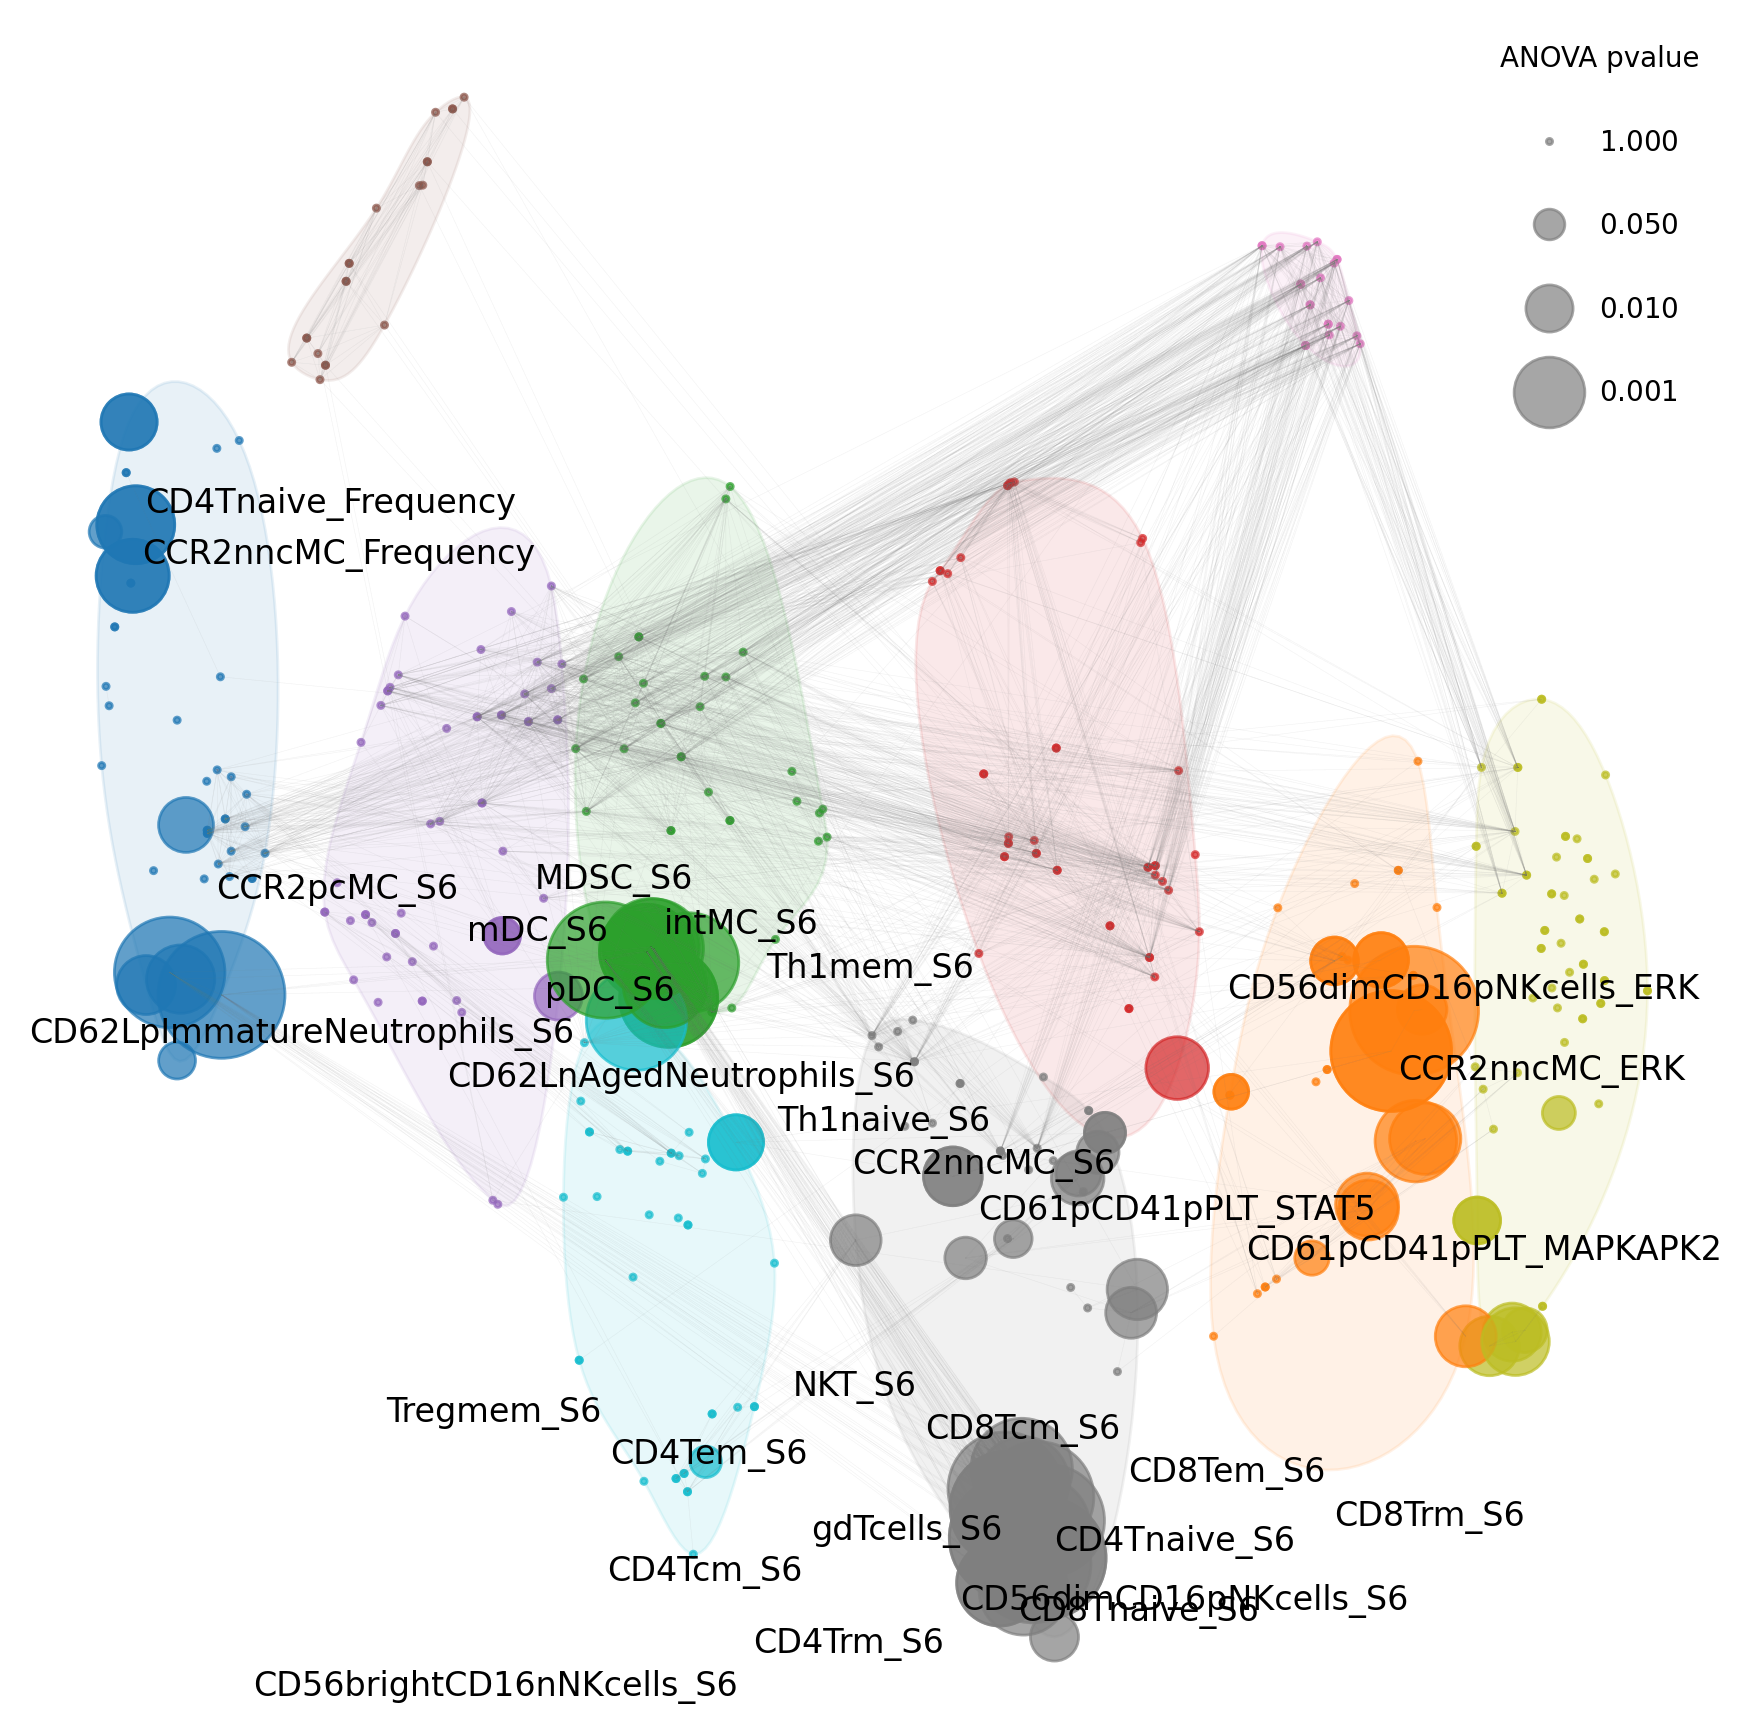 ANOVA pvalue
1.000
0.050
0.010
0.001
CD4Tnaive_Frequency
CCR2nncMC_Frequency
CCR2pcMC_S6
MDSC_S6
mDC_S6
intMC_S6
Th1mem_S6
pDC_S6
CD56dimCD16pNKcells_ERK
CD62LpImmatureNeutrophils_S6
CD62LnAgedNeutrophils_S6
CCR2nncMC_ERK
Th1naive_S6
CCR2nncMC_S6
CD61pCD41pPLT_STAT5
CD61pCD41pPLT_MAPKAPK2
NKT_S6
Tregmem_S6
CD8Tcm_S6
CD4Tem_S6
CD8Tem_S6
CD8Trm_S6
gdTcells_S6
CD4Tnaive_S6
CD4Tcm_S6
CD56dimCD16pNKcells_S6
CD8Tnaive_S6
CD4Trm_S6
CD56brightCD16nNKcells_S6